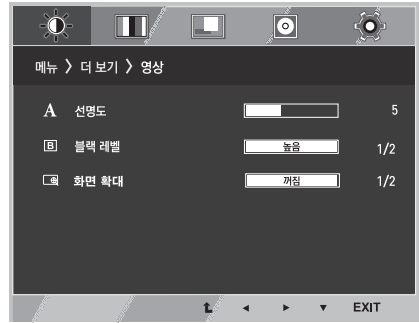 메뉴 > 더 보기 > 영상
A 선명도 5
B 블랙 레벨 높음 1/2
화면 확대 꺼짐 1/2
EXIT